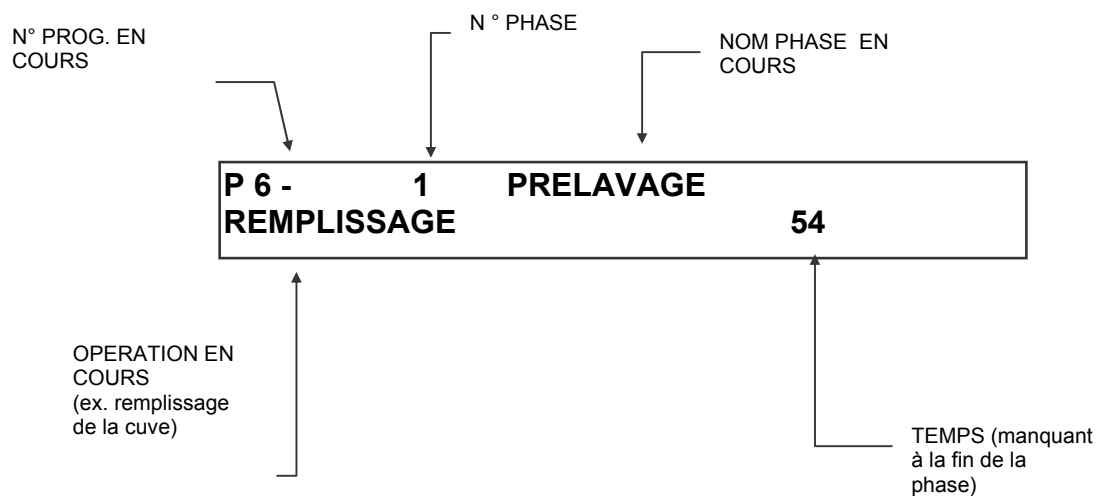 N° PROG. EN
COURS
N ° PHASE
NOM PHASE EN
COURS
P 6 - 1 PRELAVAGE
REMPLISSAGE 54
OPERATION EN
COURS
(ex. remplissage
de la cuve)
TEMPS (manquant
à la fin de la
phase)